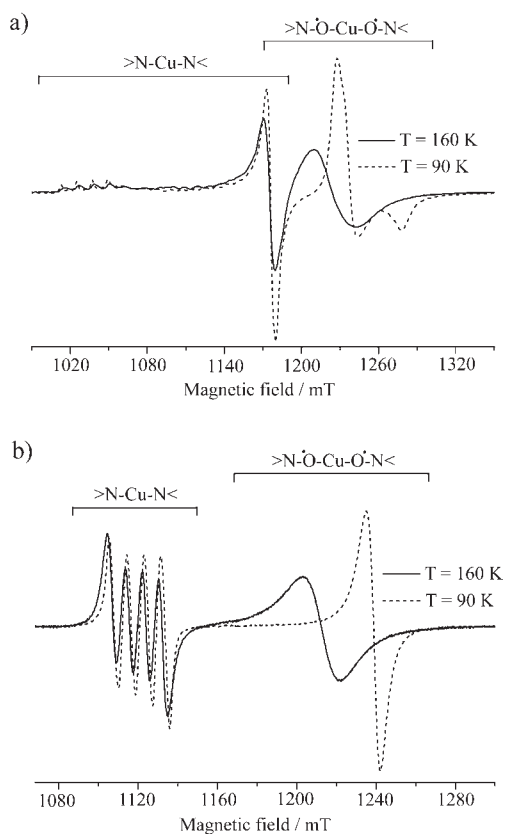 a)
>N-Ȯ-Cu-Ȯ-N<
>N-Cu-N<
T = 160 K
T = 90 K
1020 1080 1140 1200 1260 1320
Magnetic field / mT
b)
>N-Ȯ-Cu-Ȯ-N<
>N-Cu-N<
T = 160 K
T = 90 K
1080 1120 1160 1200 1240 1280
Magnetic field / mT